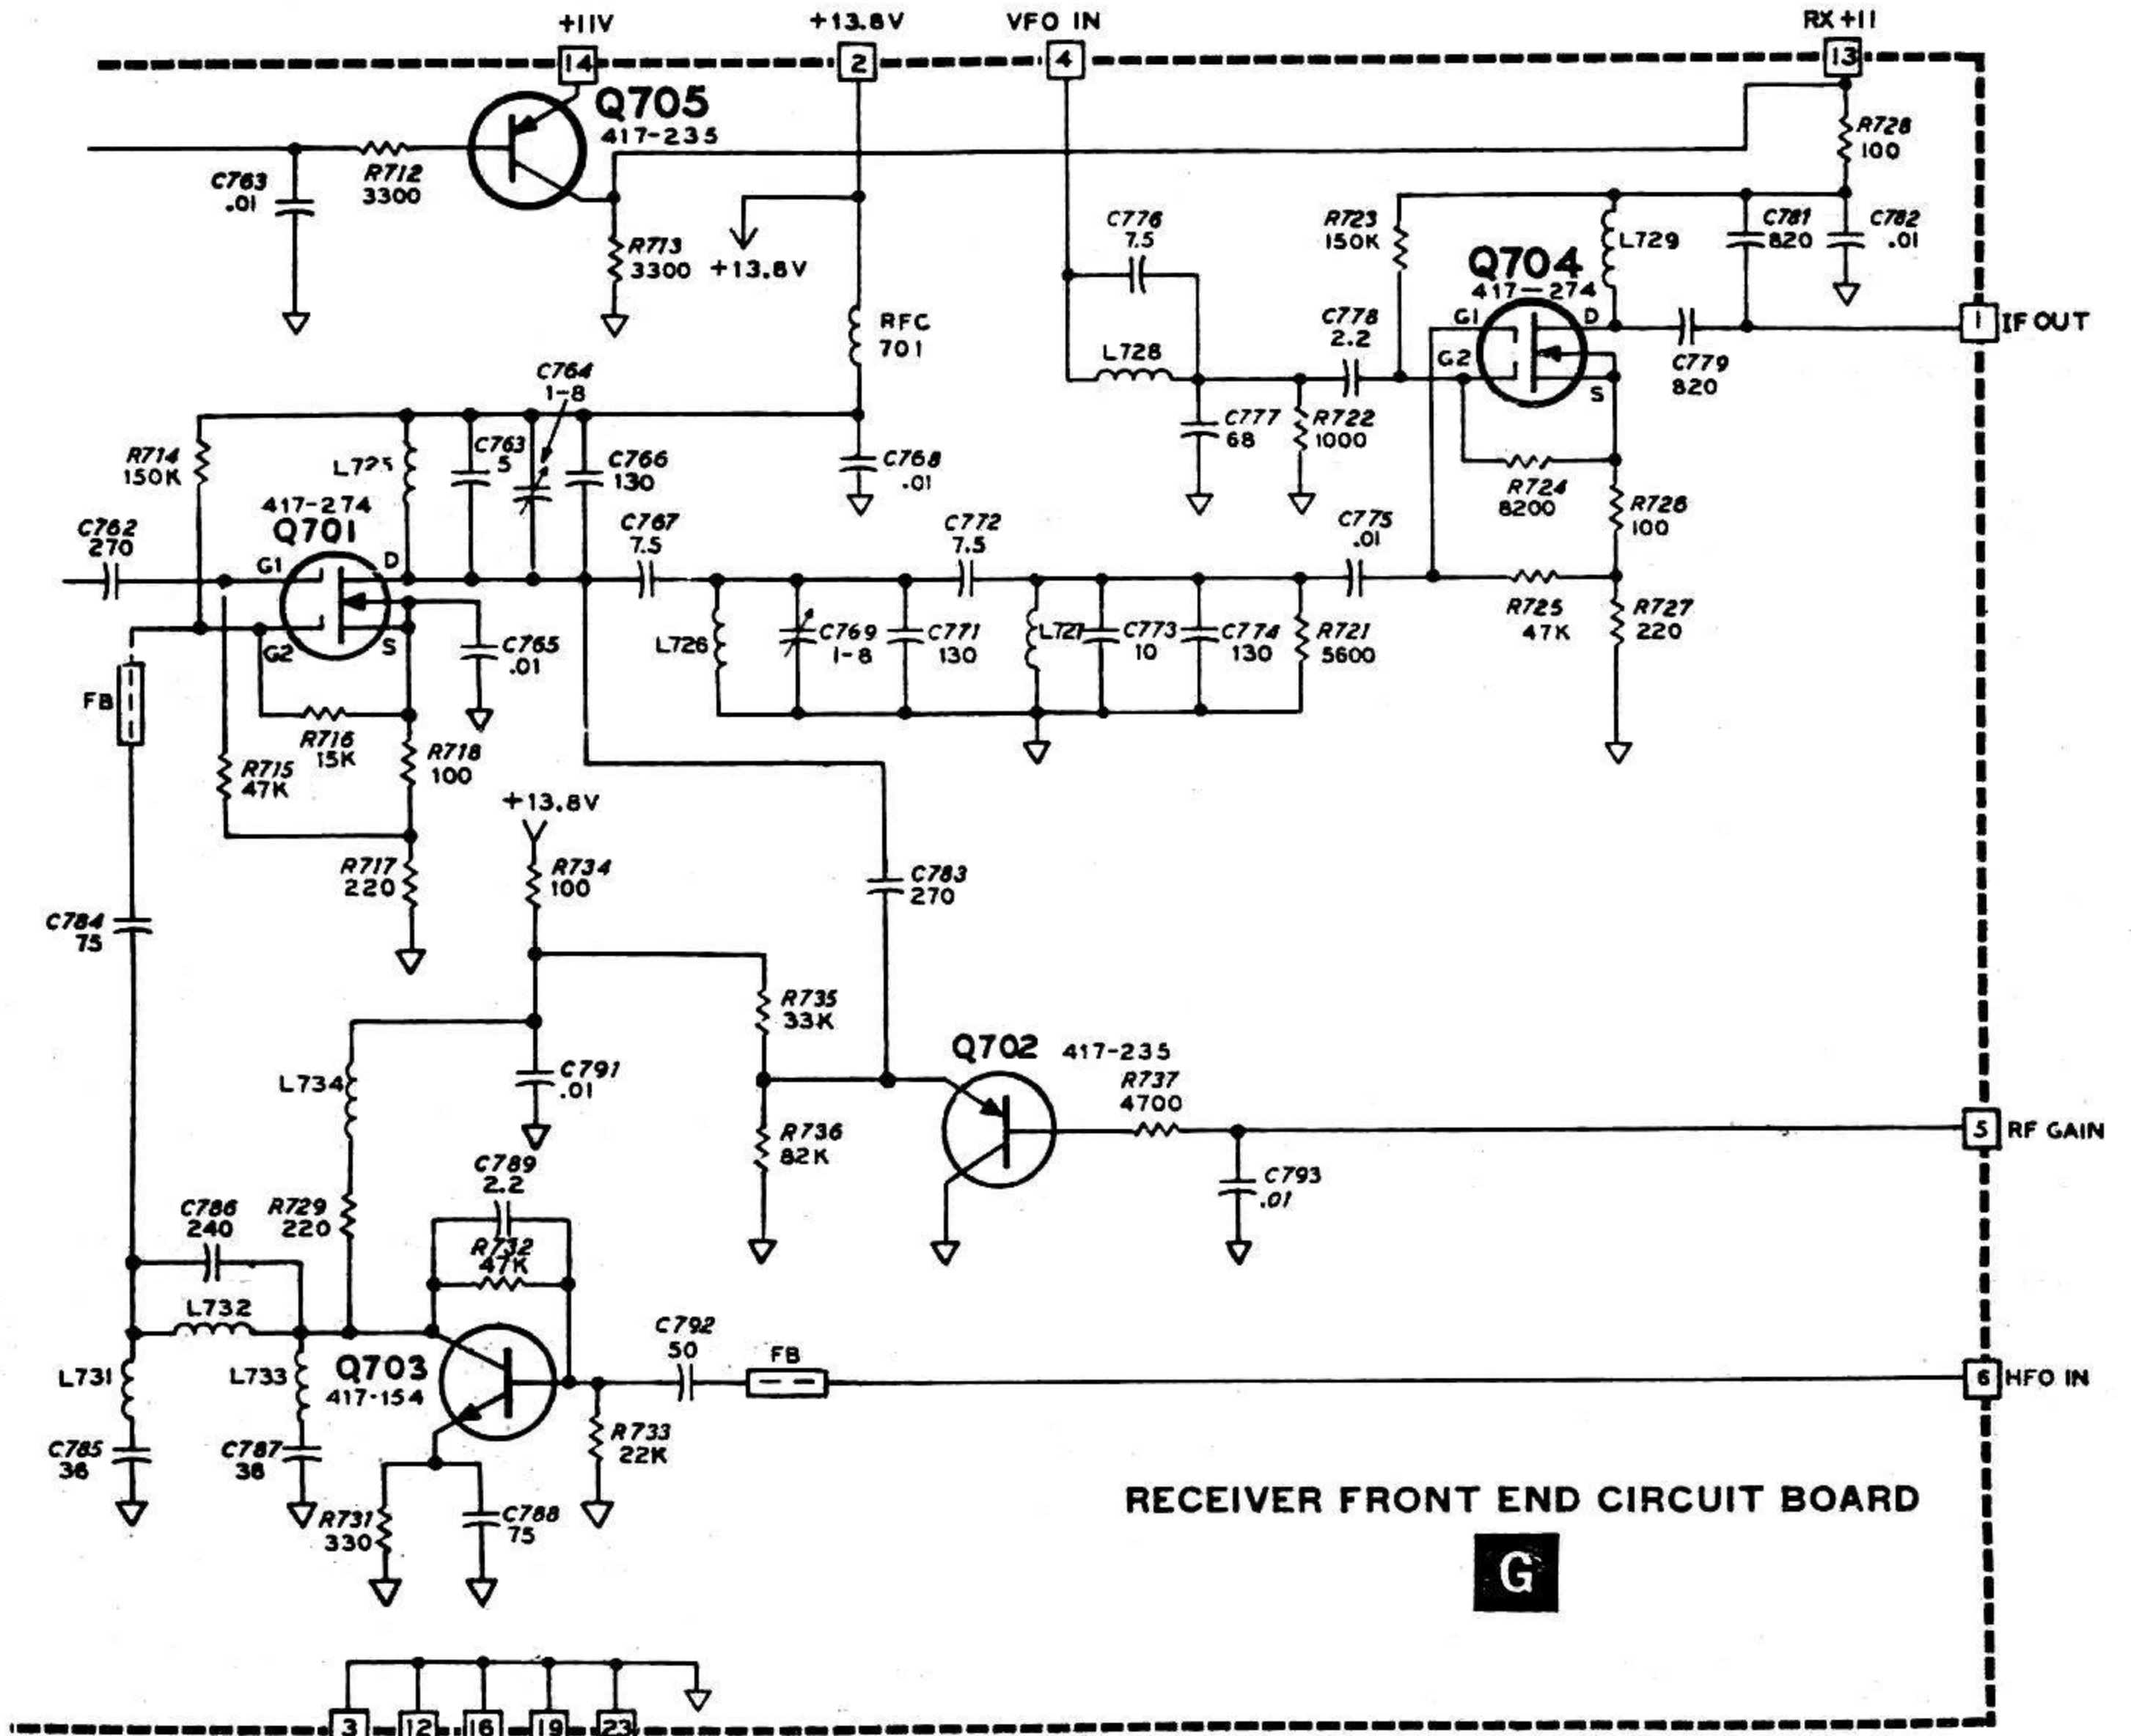 +11V
+13.8V
VFO IN
RX +11
14
2
4
13
Q705
417-235
R728
100
C763
.01
R712
3300
R713
3300
+13.8V
C776
7.5
R723
150K
L729
C781
820
C782
.01
Q704
417-274
RFC
701
C778
2.2
G1
D
G2
S
1
IF OUT
L728
C779
820
C764
1-8
C777
68
R722
1000
R714
150K
L725
C763
5
C766
130
C768
.01
R724
8200
R726
100
417-274
Q701
C762
270
C767
7.5
C772
7.5
C775
.01
G1
D
G2
S
C765
.01
L726
C769
1-8
C771
130
L727
C773
10
C774
130
R721
5600
R725
47K
R727
220
FB
R716
15K
R718
100
R715
47K
+13.8V
R717
220
R734
100
C783
270
C784
75
R735
33K
Q702
417-235
R737
4700
L734
C791
.01
R736
82K
5
RF GAIN
C793
.01
C789
2.2
C786
240
R729
220
R732
47K
L732
C792
50
FB
L731
L733
Q703
417-154
6
HFO IN
C785
36
C787
36
R733
22K
R731
330
C788
75
RECEIVER FRONT END CIRCUIT BOARD
G
3
12
16
19
23